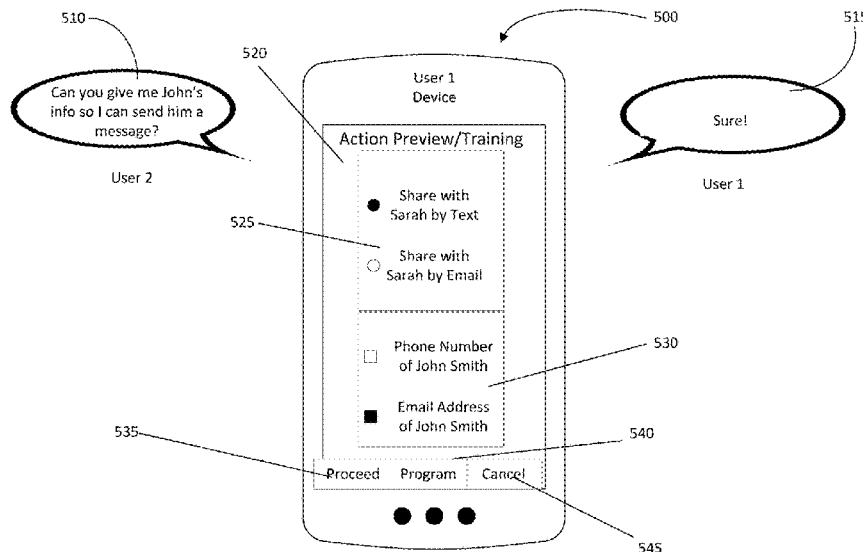 510
500
515
520
User 1
Device
Can you give me John's
info so I can send him a
message?
Sure!
Action Preview/Training
User 2
User 1
Share with
Sarah by Text
525
Share with
Sarah by Email
530
Phone Number
of John Smith
Email Address
of John Smith
535
540
Proceed Program Cancel
545